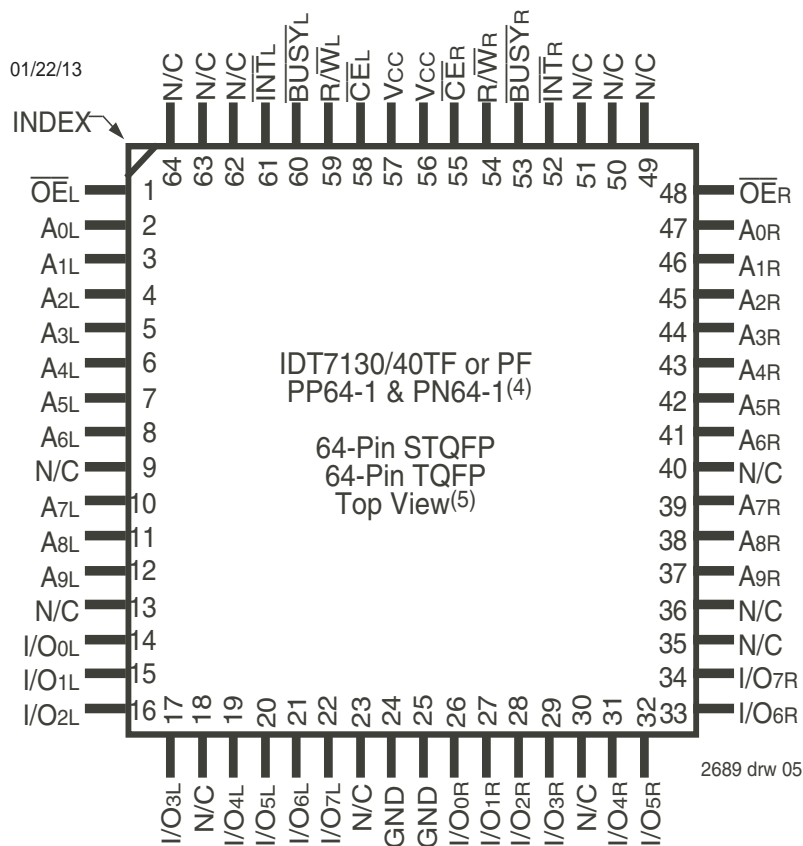 01/22/13
INDEX
N/C
N/C
N/C
INTL
BUSYL
R/WL
CEL
VCC
VCC
CER
R/WR
BUSYR
INTR
N/C
N/C
N/C
64
63
62
61
60
59
58
57
56
55
54
53
52
51
50
49
OEL 1
A0L 2
A1L 3
A2L 4
A3L 5
A4L 6
A5L 7
A6L 8
N/C 9
A7L 10
A8L 11
A9L 12
N/C 13
I/O0L 14
I/O1L 15
I/O2L 16
IDT7130/40TF or PF
PP64-1 & PN64-1(4)
64-Pin STQFP
64-Pin TQFP
Top View(5)
48 OER
47 A0R
46 A1R
45 A2R
44 A3R
43 A4R
42 A5R
41 A6R
40 N/C
39 A7R
38 A8R
37 A9R
36 N/C
35 N/C
34 I/O7R
33 I/O6R
17
18
19
20
21
22
23
24
25
26
27
28
29
30
31
32
I/O3L
N/C
I/O4L
I/O5L
I/O6L
I/O7L
N/C
GND
GND
I/O0R
I/O1R
I/O2R
I/O3R
N/C
I/O4R
I/O5R
2689 drw 05